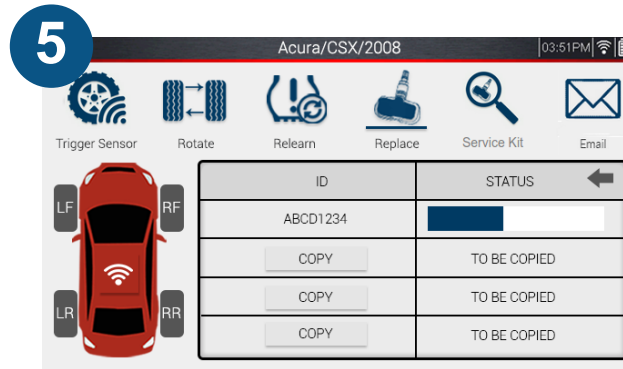 5
Acura/CSX/2008 03:51PM
Trigger Sensor Rotate Relearn Replace Service Kit Email
LF RF
ID STATUS
ABCD1234
COPY TO BE COPIED
COPY TO BE COPIED
LR RR
COPY TO BE COPIED